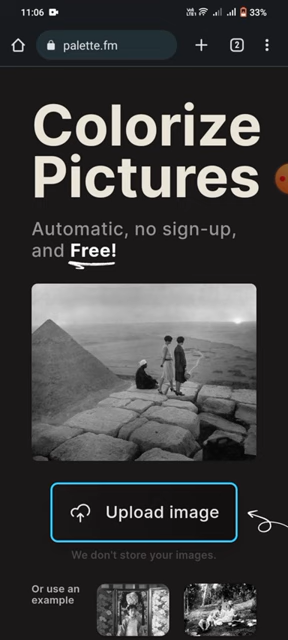 11:06
33%
palette.fm
2
Colorize
Pictures
Automatic, no sign-up,
and Free!
Upload image
We don't store your images.
Or use an
example